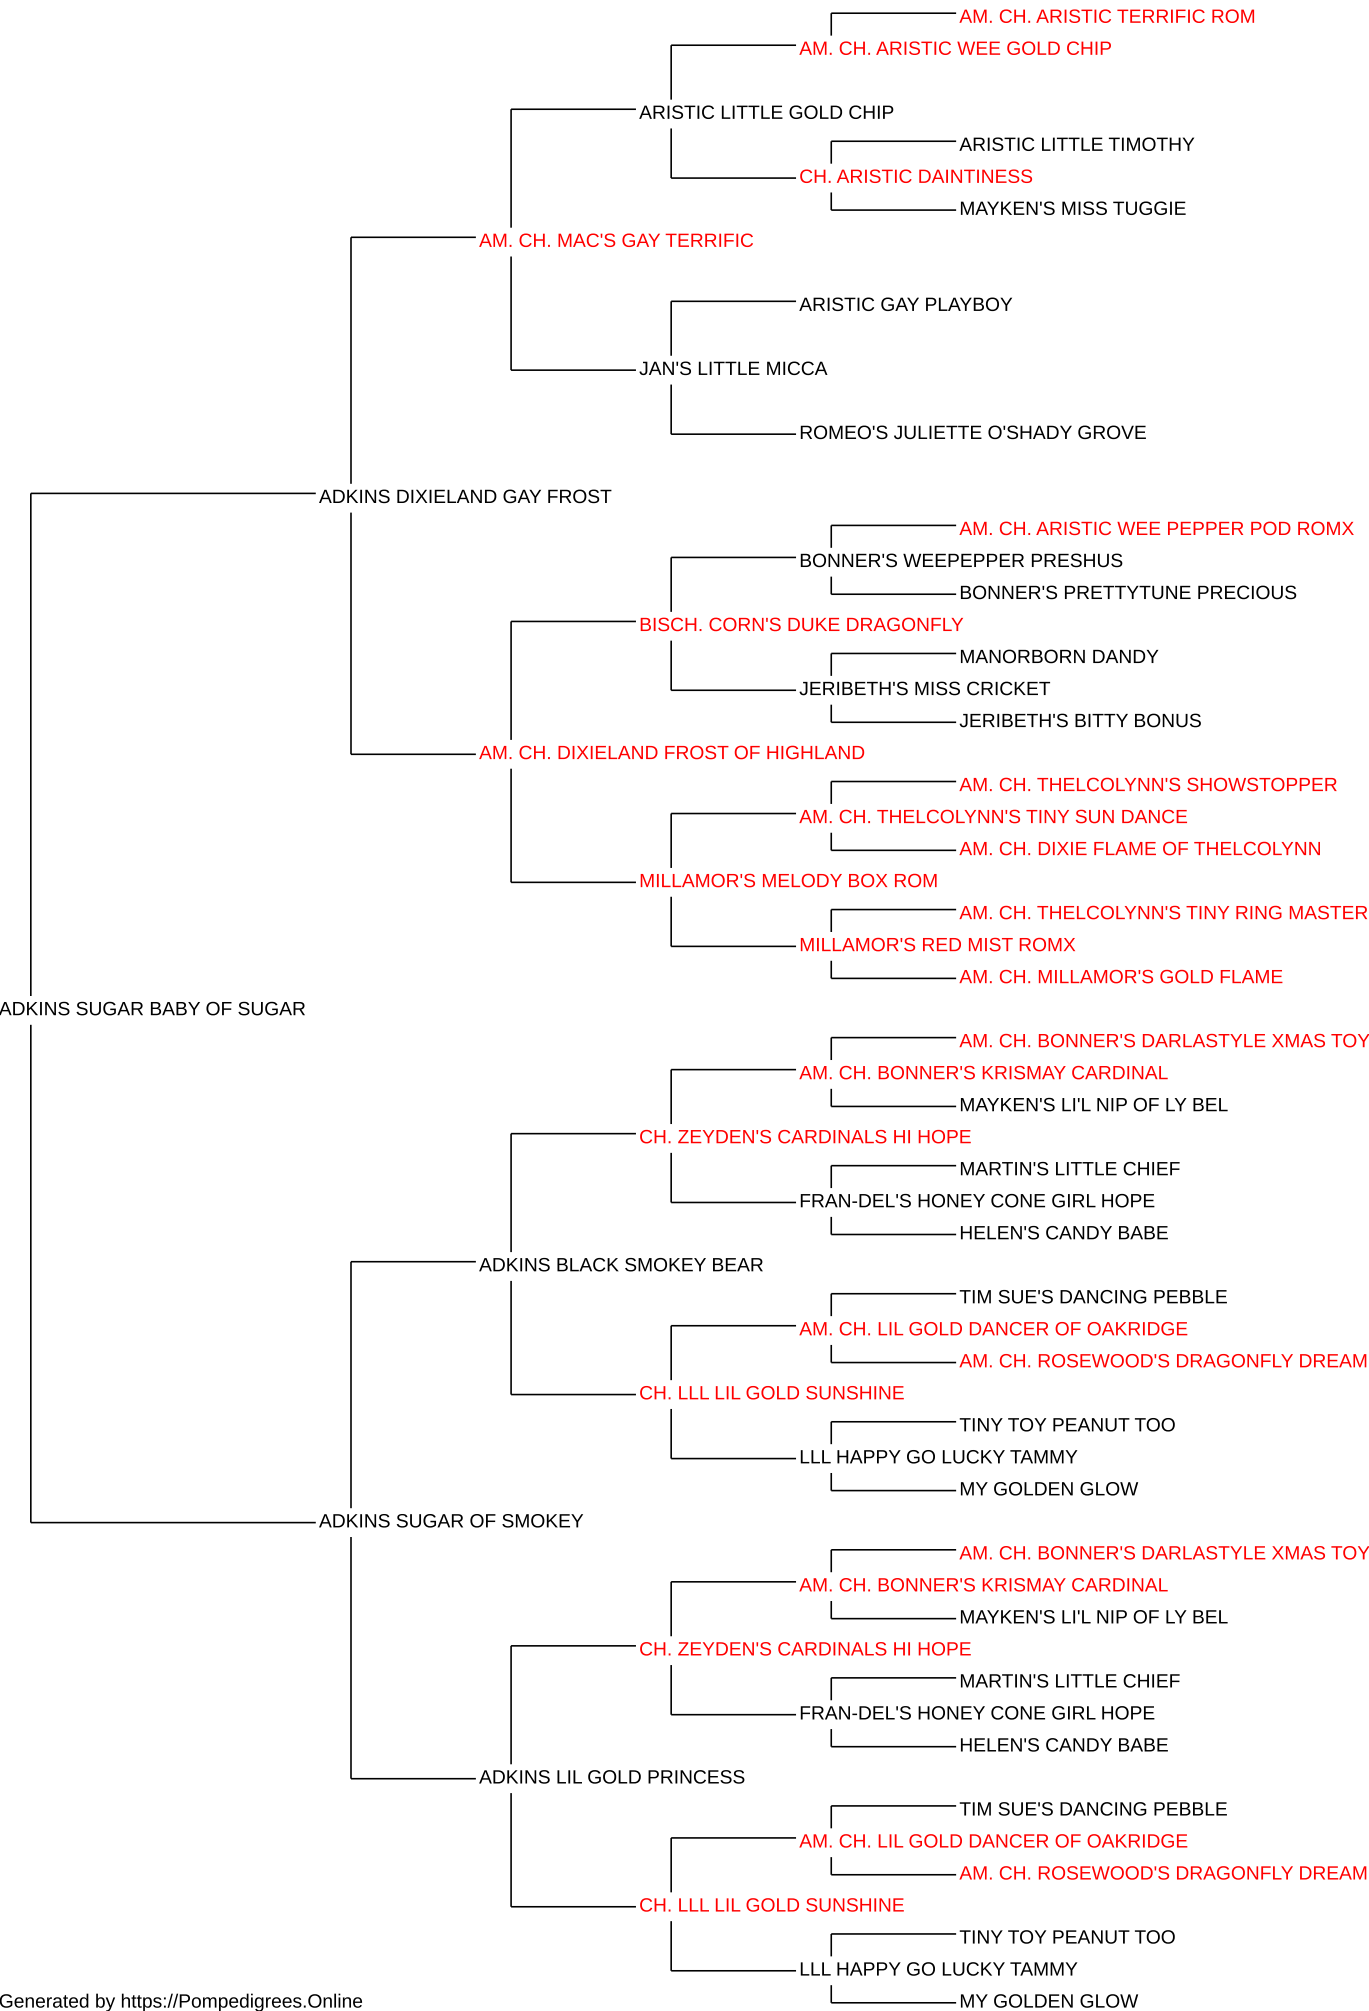 AM. CH. ARISTIC TERRIFIC ROM
AM. CH. ARISTIC WEE GOLD CHIP
ARISTIC LITTLE GOLD CHIP
ARISTIC LITTLE TIMOTHY
CH. ARISTIC DAINTINESS
MAYKEN'S MISS TUGGIE
AM. CH. MAC'S GAY TERRIFIC
ARISTIC GAY PLAYBOY
JAN'S LITTLE MICCA
ROMEO'S JULIETTE O'SHADY GROVE
ADKINS DIXIELAND GAY FROST
AM. CH. ARISTIC WEE PEPPER POD ROMX
BONNER'S WEEPEPPER PRESHUS
BONNER'S PRETTYTUNE PRECIOUS
BISCH. CORN'S DUKE DRAGONFLY
MANORBORN DANDY
JERIBETH'S MISS CRICKET
JERIBETH'S BITTY BONUS
AM. CH. DIXIELAND FROST OF HIGHLAND
AM. CH. THELCOLYNN'S SHOWSTOPPER
AM. CH. THELCOLYNN'S TINY SUN DANCE
AM. CH. DIXIE FLAME OF THELCOLYNN
MILLAMOR'S MELODY BOX ROM
AM. CH. THELCOLYNN'S TINY RING MASTER
MILLAMOR'S RED MIST ROMX
AM. CH. MILLAMOR'S GOLD FLAME
ADKINS SUGAR BABY OF SUGAR
AM. CH. BONNER'S DARLASTYLE XMAS TOY
AM. CH. BONNER'S KRISMAY CARDINAL
MAYKEN'S LI'L NIP OF LY BEL
CH. ZEYDEN'S CARDINALS HI HOPE
MARTIN'S LITTLE CHIEF
FRAN-DEL'S HONEY CONE GIRL HOPE
HELEN'S CANDY BABE
ADKINS BLACK SMOKEY BEAR
TIM SUE'S DANCING PEBBLE
AM. CH. LIL GOLD DANCER OF OAKRIDGE
AM. CH. ROSEWOOD'S DRAGONFLY DREAM
CH. LLL LIL GOLD SUNSHINE
TINY TOY PEANUT TOO
LLL HAPPY GO LUCKY TAMMY
MY GOLDEN GLOW
ADKINS SUGAR OF SMOKEY
AM. CH. BONNER'S DARLASTYLE XMAS TOY
AM. CH. BONNER'S KRISMAY CARDINAL
MAYKEN'S LI'L NIP OF LY BEL
CH. ZEYDEN'S CARDINALS HI HOPE
MARTIN'S LITTLE CHIEF
FRAN-DEL'S HONEY CONE GIRL HOPE
HELEN'S CANDY BABE
ADKINS LIL GOLD PRINCESS
TIM SUE'S DANCING PEBBLE
AM. CH. LIL GOLD DANCER OF OAKRIDGE
AM. CH. ROSEWOOD'S DRAGONFLY DREAM
CH. LLL LIL GOLD SUNSHINE
TINY TOY PEANUT TOO
LLL HAPPY GO LUCKY TAMMY
MY GOLDEN GLOW
Generated by https://Pompedigrees.Online